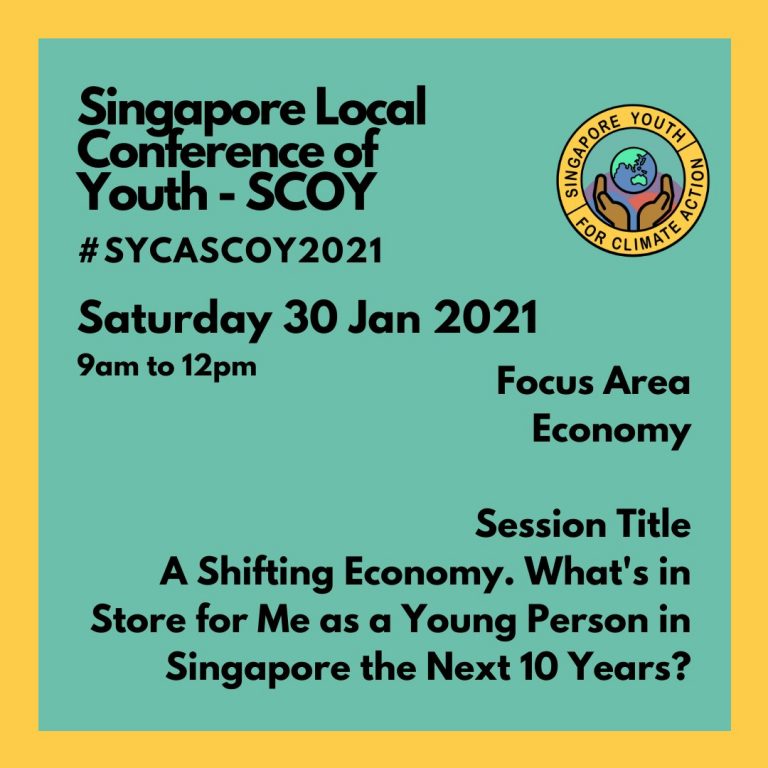 Singapore Local
Conference of
Youth - SCOY
#SYCASCOY2021
SINGAPORE YOUTH
FOR CLIMATE ACTION
Saturday 30 Jan 2021
9am to 12pm
Focus Area
Economy
Session Title
A Shifting Economy. What's in
Store for Me as a Young Person in
Singapore the Next 10 Years?